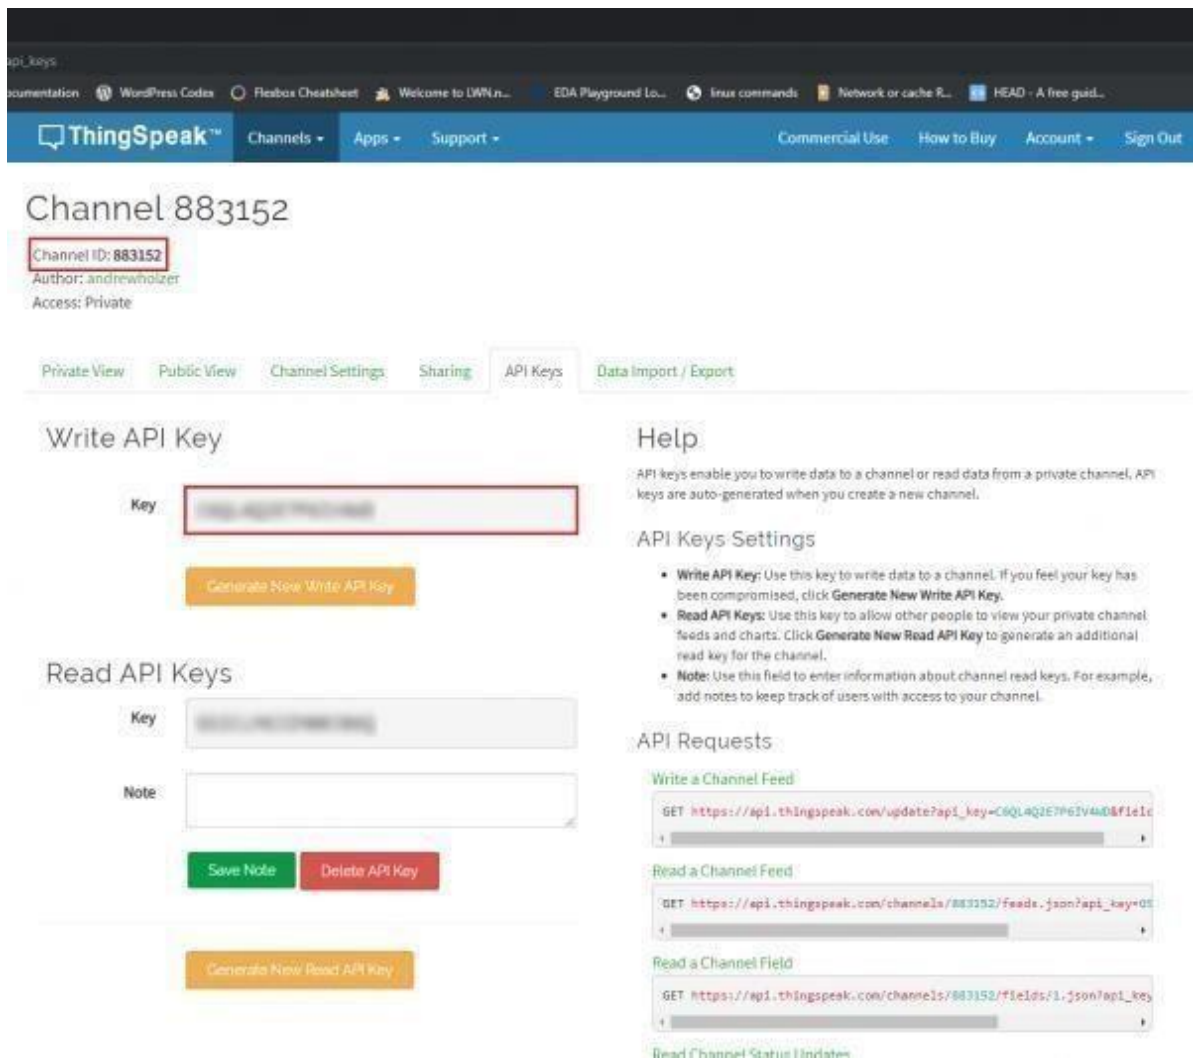 api_keys
WordPress Codex Flexbox Cheatsheet Welcome to LWN.n... EDA Playground Lo... linux commands Network or cache R... HEAD - A free guid...
ThingSpeak™ Channels Apps Support Commercial Use How to Buy Account Sign Out
Channel 883152
Channel ID: 883152
Author: andrewholzer
Access: Private
Private View Public View Channel Settings Sharing API Keys Data Import / Export
Write API Key
Key
Generate New Write API Key
Read API Keys
Key
Note
Save Note Delete API Key
Generate New Read API Key
Help
API keys enable you to write data to a channel or read data from a private channel. API
keys are auto-generated when you create a new channel.
API Keys Settings
• Write API Key: Use this key to write data to a channel. If you feel your key has
been compromised, click Generate New Write API Key.
• Read API Keys: Use this key to allow other people to view your private channel
feeds and charts. Click Generate New Read API Key to generate an additional
read key for the channel.
• Note: Use this field to enter information about channel read keys. For example,
add notes to keep track of users with access to your channel.
API Requests
Write a Channel Feed
GET https://api.thingspeak.com/update?api_key=
Read a Channel Feed
GET https://api.thingspeak.com/channels/883152/feeds.json?api_key=
Read a Channel Field
GET https://api.thingspeak.com/channels/883152/fields/1.json?api_key
Read Channel Status Updates